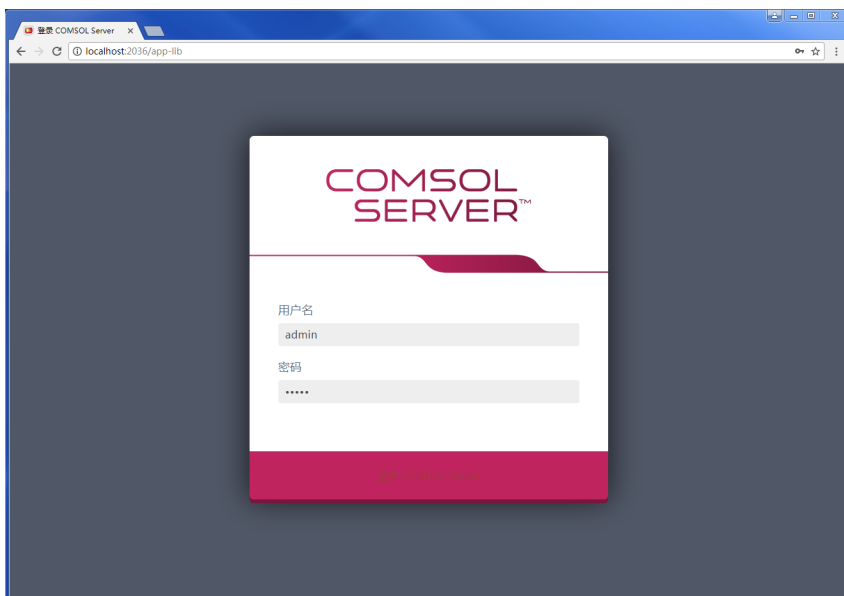 登录 COMSOL Server
localhost:2036/app-lib
COMSOL
SERVER™
用户名
admin
密码
•••••